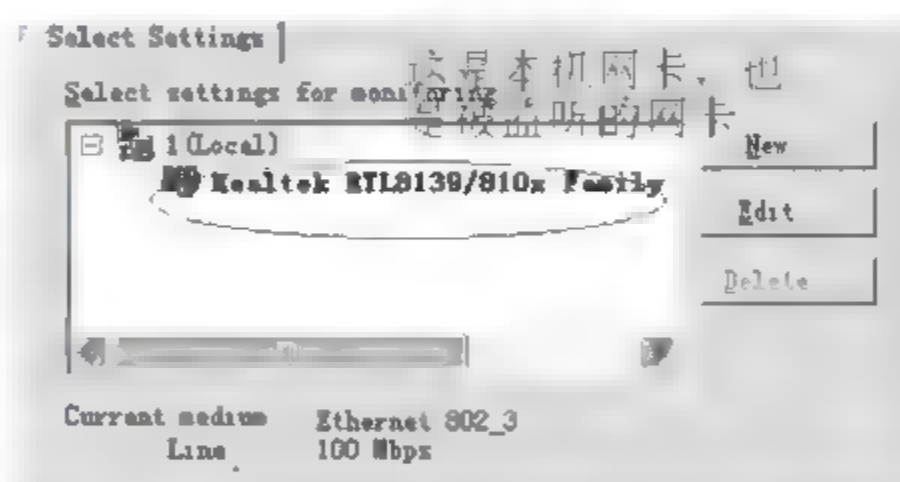 Select Settings
Select settings for monitoring
这是本机网卡，也
是被监听的网卡
1(Local)
Realtek RTL8139/810x Family
New
Edit
Delete
Current medium Ethernet 802_3
Line 100 Mbps